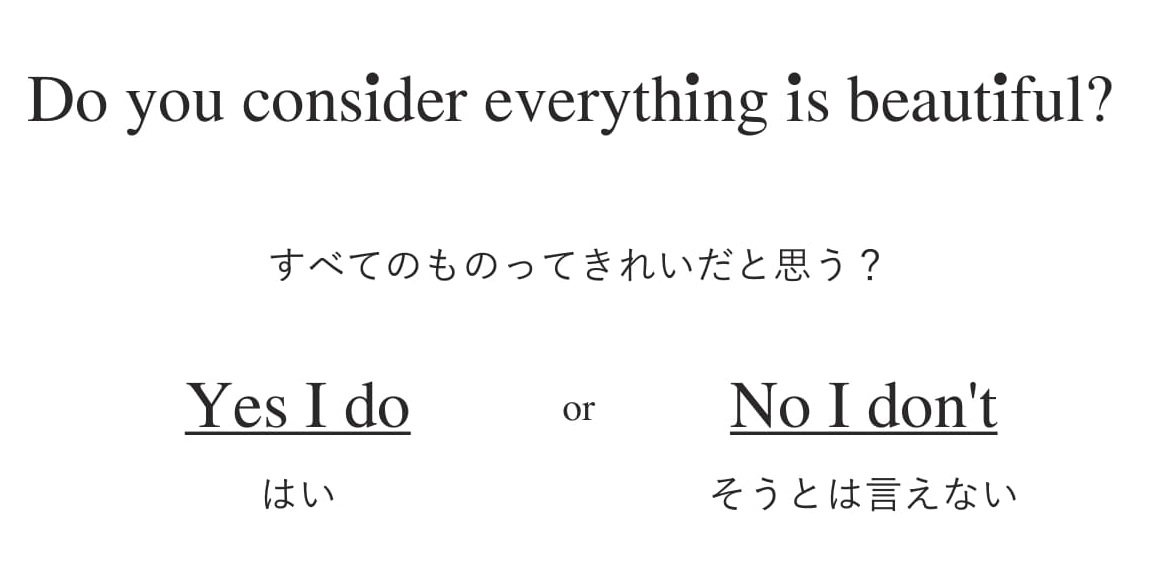 Do you consider everything is beautiful?
すべてのものってきれいだと思う？
Yes I do or No I don't
はい そうとは言えない